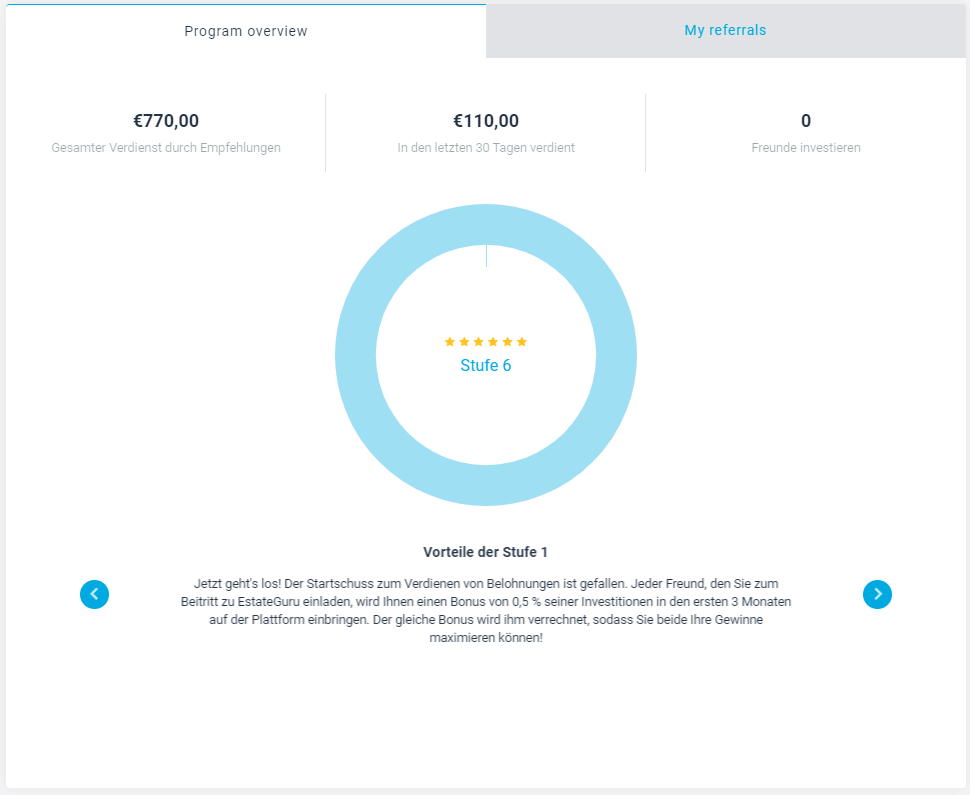 Program overview
My referrals
€770,00
€110,00
0
Gesamter Verdienst durch Empfehlungen
In den letzten 30 Tagen verdient
Freunde investieren
Stufe 6
Vorteile der Stufe 1
Jetzt geht's los! Der Startschuss zum Verdienen von Belohnungen ist gefallen. Jeder Freund, den Sie zum
Beitritt zu EstateGuru einladen, wird Ihnen einen Bonus von 0,5 % seiner Investitionen in den ersten 3 Monaten
auf der Plattform einbringen. Der gleiche Bonus wird ihm verrechnet, sodass Sie beide Ihre Gewinne
maximieren können!